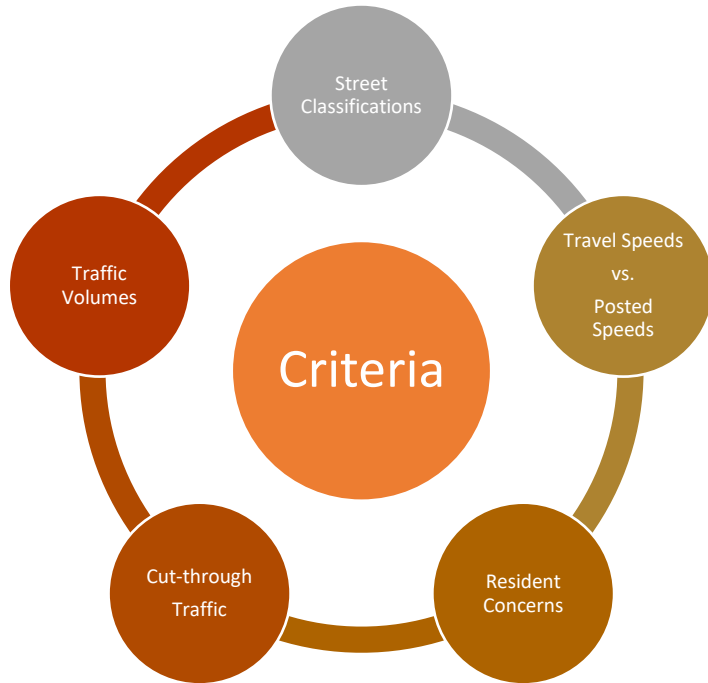 Street
Classifications
Travel Speeds
vs.
Posted
Speeds
Traffic
Volumes
Criteria
Cut-through
Traffic
Resident
Concerns